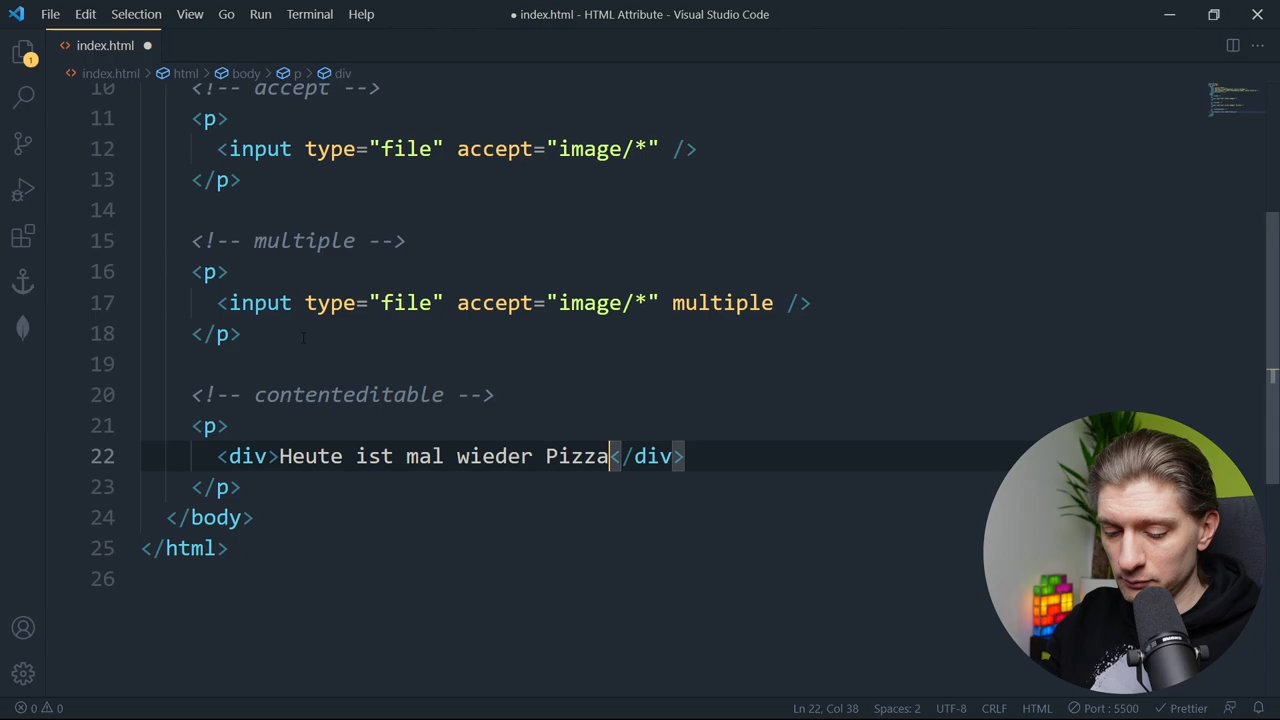 File Edit Selection View Go Run Terminal Help
● index.html - HTML Attribute - Visual Studio Code
index.html
index.html > html > body > p > div
10 <!-- accept -->
11 <p>
12 <input type="file" accept="image/*" />
13 </p>
14
15 <!-- multiple -->
16 <p>
17 <input type="file" accept="image/*" multiple />
18 </p>
19
20 <!-- contenteditable -->
21 <p>
22 <div>Heute ist mal wieder Pizza</div>
23 </p>
24 </body>
25 </html>
26
1
0 0 Ln 22, Col 38 Spaces: 2 UTF-8 CRLF HTML Port : 5500 Prettier